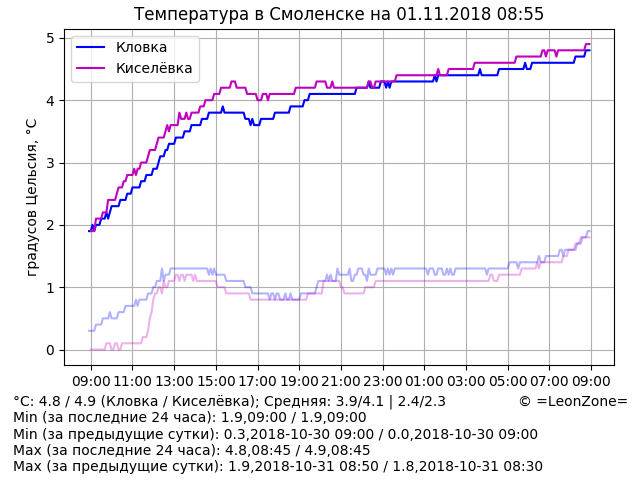 Температура в Смоленске на 01.11.2018 08:55
Кловка
Киселёвка
градусов Цельсия, °C
5
4
3
2
1
0
09:00 11:00 13:00 15:00 17:00 19:00 21:00 23:00 01:00 03:00 05:00 07:00 09:00
°C: 4.8 / 4.9 (Кловка / Киселёвка); Средняя: 3.9/4.1 | 2.4/2.3 © =LeonZone=
Min (за последние 24 часа): 1.9,09:00 / 1.9,09:00
Min (за предыдущие сутки): 0.3,2018-10-30 09:00 / 0.0,2018-10-30 09:00
Max (за последние 24 часа): 4.8,08:45 / 4.9,08:45
Max (за предыдущие сутки): 1.9,2018-10-31 08:50 / 1.8,2018-10-31 08:30